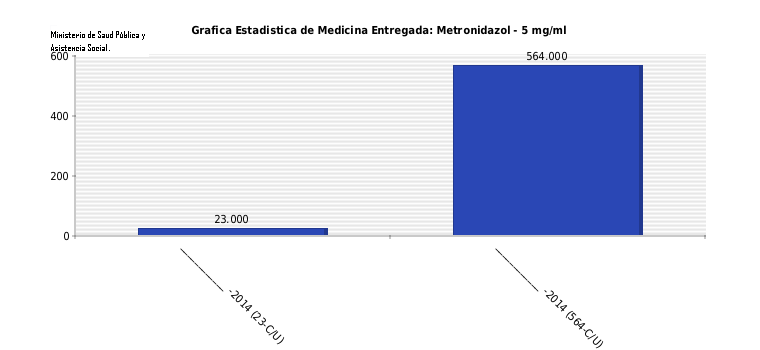 Grafica Estadistica de Medicina Entregada: Metronidazol - 5 mg/ml
Ministerio de Saud Pública y
Asistencia Social.
600
400
200
0
23.000
564.000
-2014 (23-C/U)
-2014 (564-C/U)